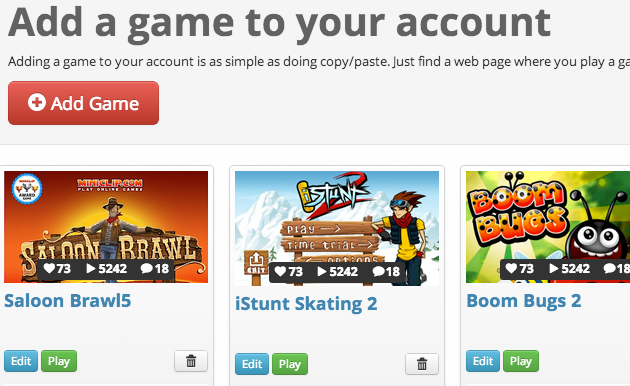 Add a game to your account
Adding a game to your account is as simple as doing copy/paste. Just find a web page where you play a ga
Add Game
AWARD GAME
MINICLIP.COM
PLAY ONLINE GAMES
SALOON BRAWL
73 5242 18
Saloon Brawl5
Edit Play
iSTUNT 2
PLAY
TIME TRIAL
OPTIONS
EXIT
73 5242 18
iStunt Skating 2
Edit Play
BOOM
BUGS
73 5242 18
Boom Bugs 2
Edit Play